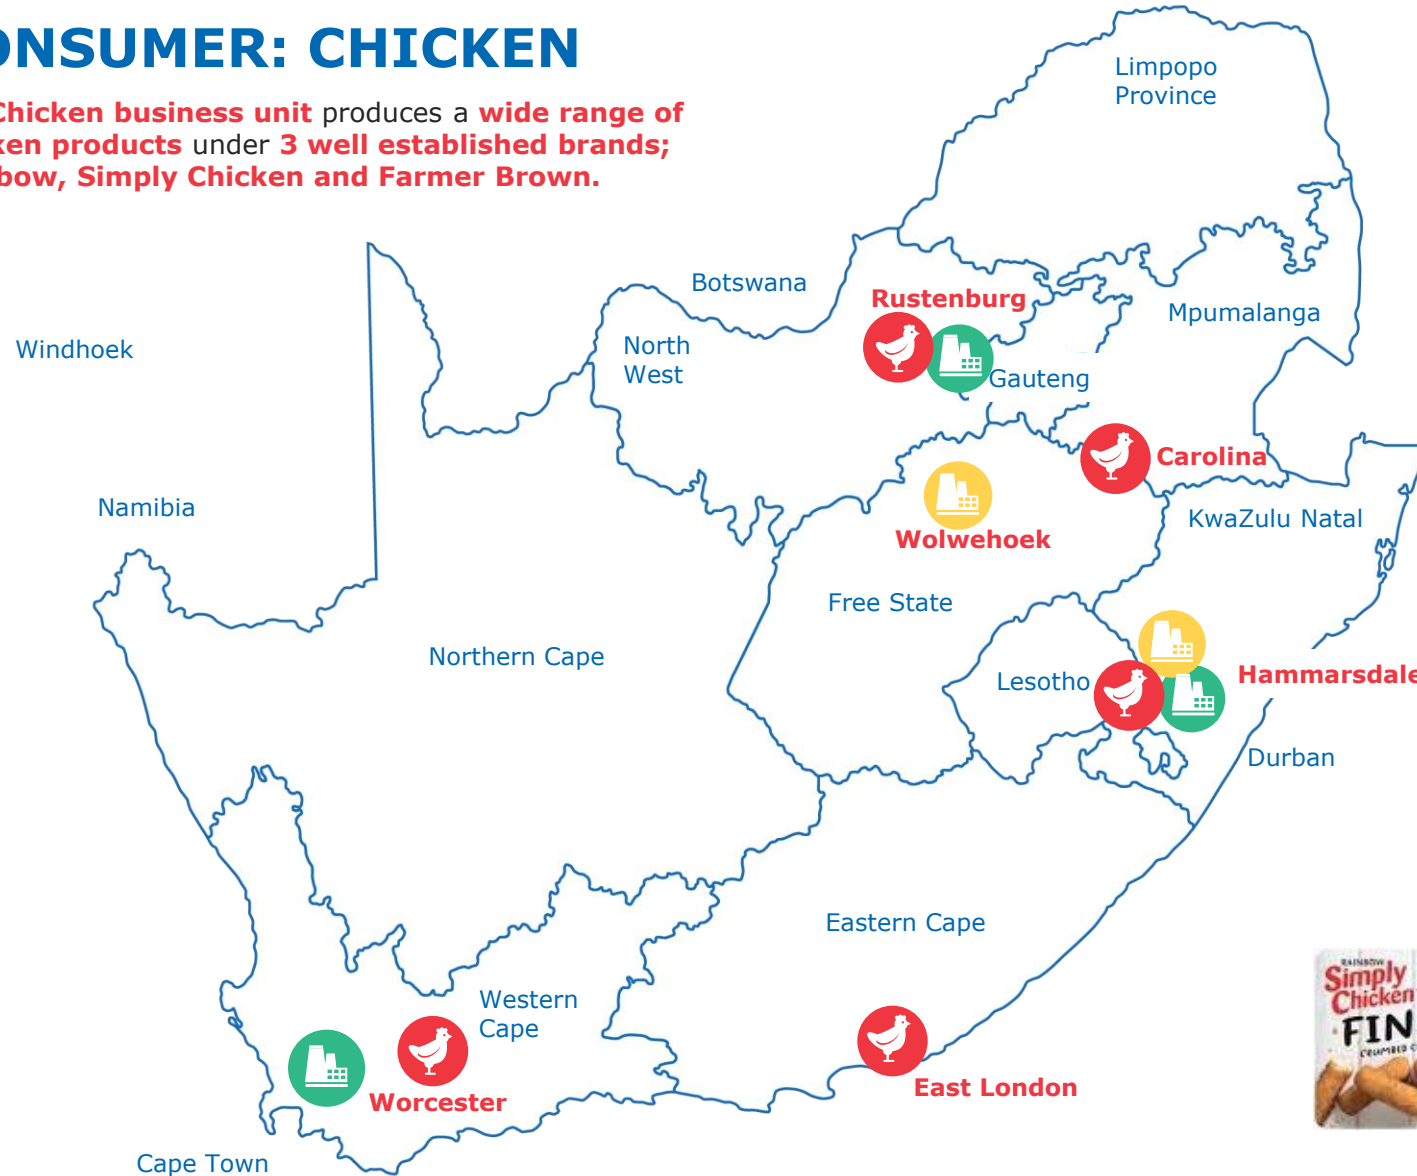 ONSUMER: CHICKEN
Chicken business unit produces a wide range of
ken products under 3 well established brands;
bow, Simply Chicken and Farmer Brown.
Limpopo
Province
Botswana
Rustenburg
Mpumalanga
Windhoek
North
West
Gauteng
Carolina
Namibia
KwaZulu Natal
Wolwehoek
Free State
Northern Cape
Lesotho
Hammarsdale
Durban
Eastern Cape
Western
Cape
East London
Worcester
Cape Town
RAINBOW
Simply
Chicken
FIN
CRUMBED C